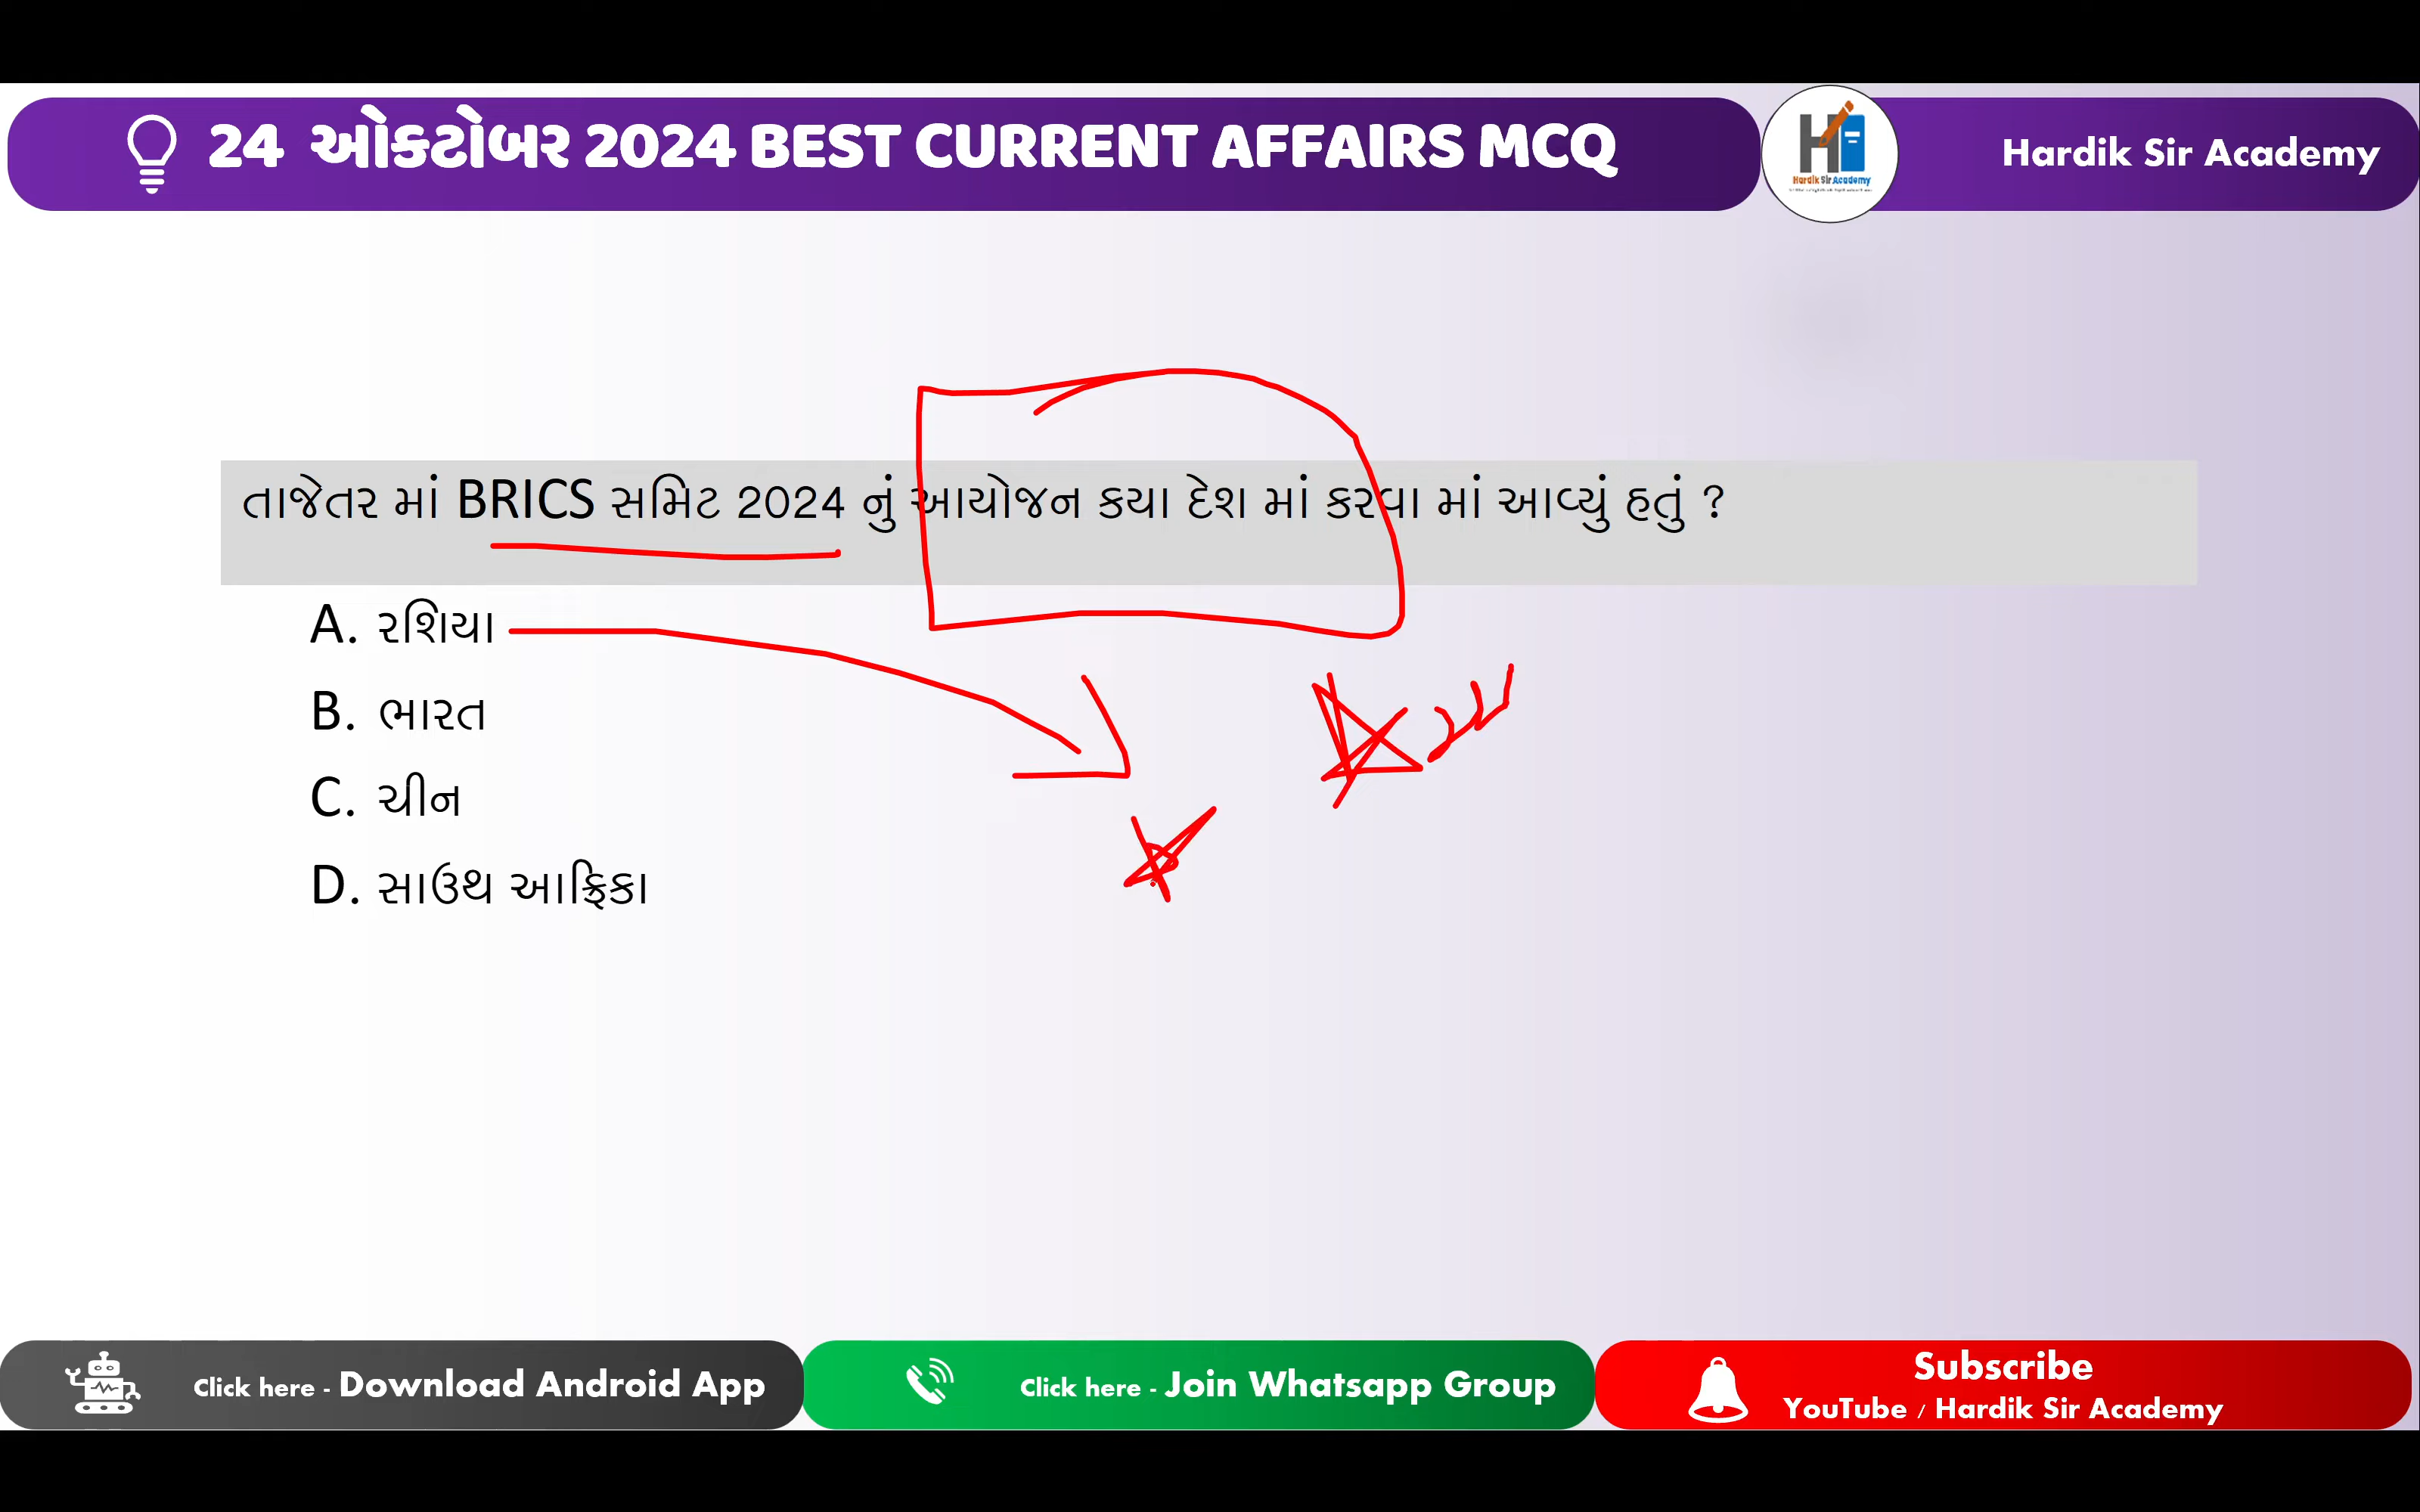 24 ઓક્ટોબર 2024 BEST CURRENT AFFAIRS MCQ
Hardik Sir Academy
Hardik Sir Academy
તાજેતર માં BRICS સમિટ 2024 નું આયોજન કયા દેશ માં કરવા માં આવ્યું હતું ?
A. રશિયા
B. ભારત
C. ચીન
D. સાઉથ આફ્રિકા
Click here - Download Android App
Click here - Join Whatsapp Group
Subscribe
YouTube / Hardik Sir Academy